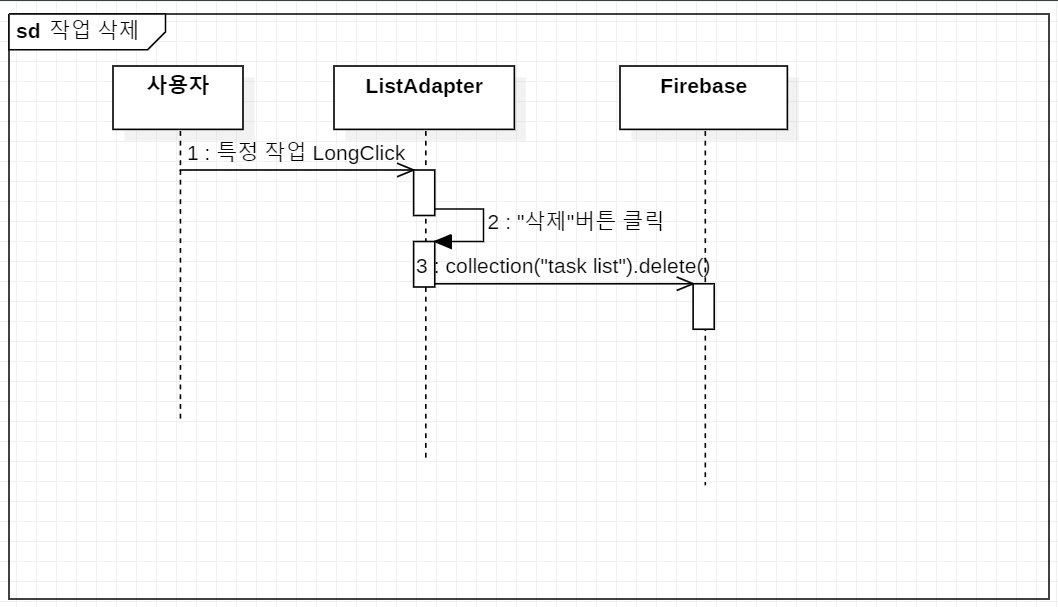 sd 작업 삭제
사용자
ListAdapter
Firebase
1 : 특정 작업 LongClick
2 : "삭제"버튼 클릭
3 : collection("task list").delete()